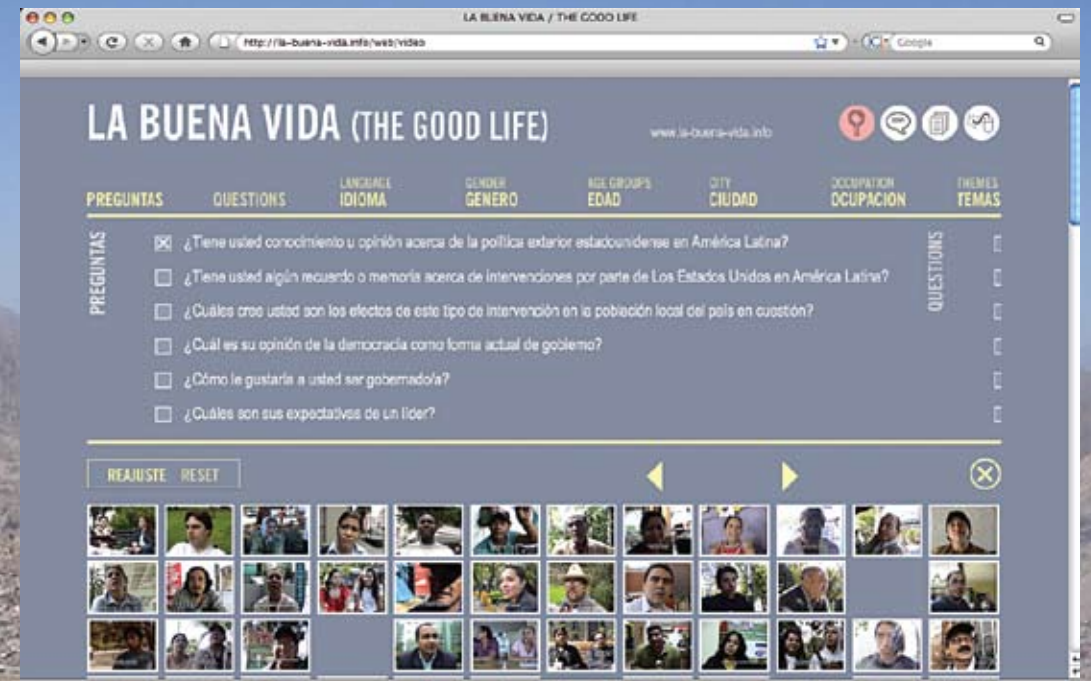 LA BUENA VIDA / THE GOOD LIFE
http://la-buena-vida.info/web/video
Google
LA BUENA VIDA (THE GOOD LIFE)
www.la-buena-vida.info
PREGUNTAS
QUESTIONS
LANGUAGE
IDIOMA
GENDER
GENERO
AGE GROUPS
EDAD
CITY
CIUDAD
OCCUPATION
OCUPACION
THEMES
TEMAS
PREGUNTAS
¿Tiene usted conocimiento u opinión acerca de la política exterior estadounidense en América Latina?
¿Tiene usted algún recuerdo o memoria acerca de intervenciones por parte de Los Estados Unidos en América Latina?
¿Cuáles cree usted son los efectos de este tipo de intervención en la población local del país en cuestión?
¿Cuál es su opinión de la democracia como forma actual de gobierno?
¿Cómo le gustaría a usted ser gobernado/a?
¿Cuáles son sus expectativas de un líder?
QUESTIONS
REAJUSTE RESET